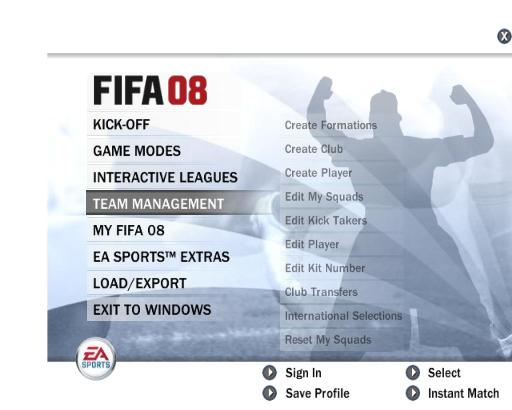 X
FIFA 08
KICK-OFF
GAME MODES
INTERACTIVE LEAGUES
TEAM MANAGEMENT
MY FIFA 08
EA SPORTS™ EXTRAS
LOAD/EXPORT
EXIT TO WINDOWS
Create Formations
Create Club
Create Player
Edit My Squads
Edit Kick Takers
Edit Player
Edit Kit Number
Club Transfers
International Selections
Reset My Squads
EA
SPORTS
Sign In
Select
Save Profile
Instant Match